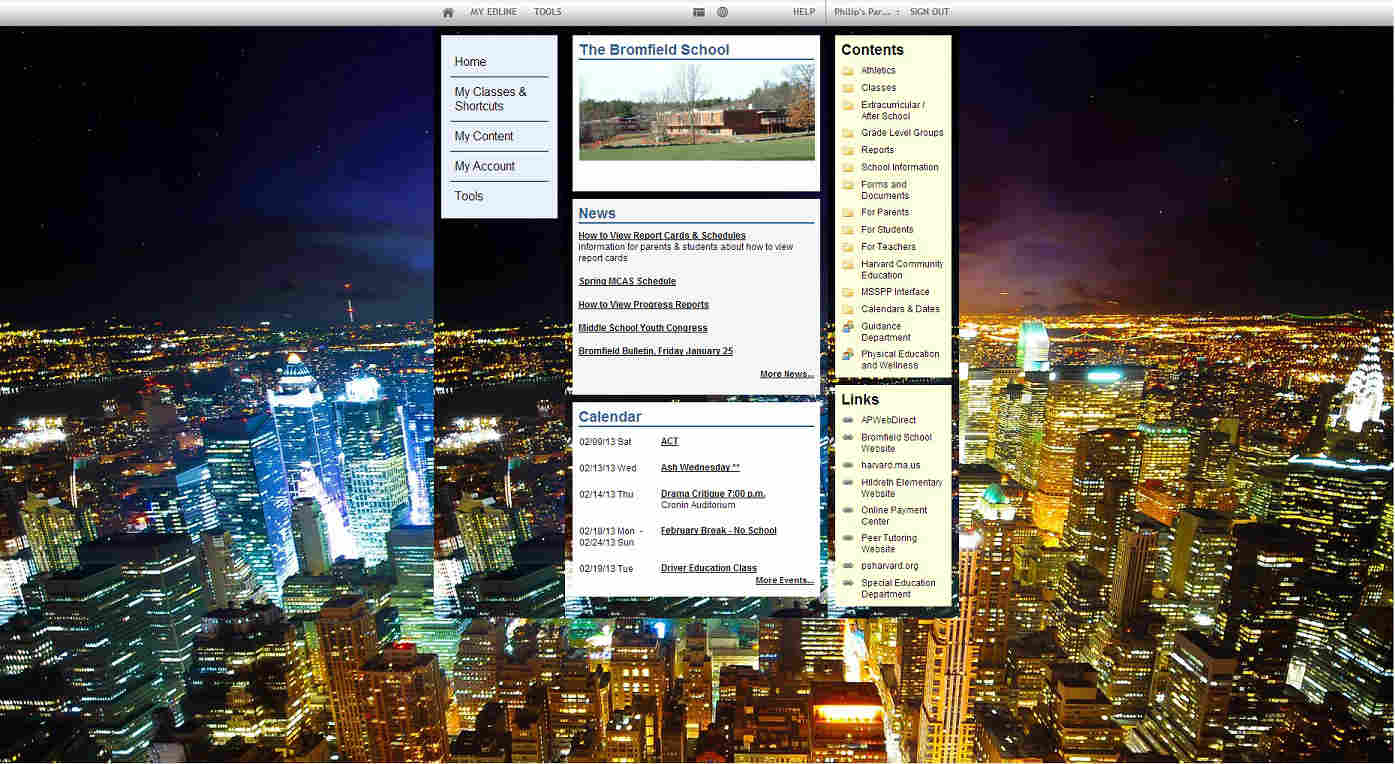 MY EDLINE TOOLS HELP Philip's Par... : SIGN OUT
Home
My Classes &
Shortcuts
My Content
My Account
Tools
The Bromfield School
News
How to View Report Cards & Schedules
information for parents & students about how to view
report cards
Spring MCAS Schedule
How to View Progress Reports
Middle School Youth Congress
Bromfield Bulletin, Friday January 25
More News...
Calendar
02/09/13 Sat ACT
02/13/13 Wed Ash Wednesday **
02/14/13 Thu Drama Critique 7:00 p.m.
Cronin Auditorium
02/18/13 Mon - February Break - No School
02/24/13 Sun
02/19/13 Tue Driver Education Class
More Events...
Contents
Athletics
Classes
Extracurricular /
After School
Grade Level Groups
Reports
School Information
Forms and
Documents
For Parents
For Students
For Teachers
Harvard Community
Education
MSSPP Interface
Calendars & Dates
Guidance
Department
Physical Education
and Wellness
Links
APWebDirect
Bromfield School
Website
harvard.ma.us
Hildreth Elementary
Website
Online Payment
Center
Peer Tutoring
Website
psharvard.org
Special Education
Department